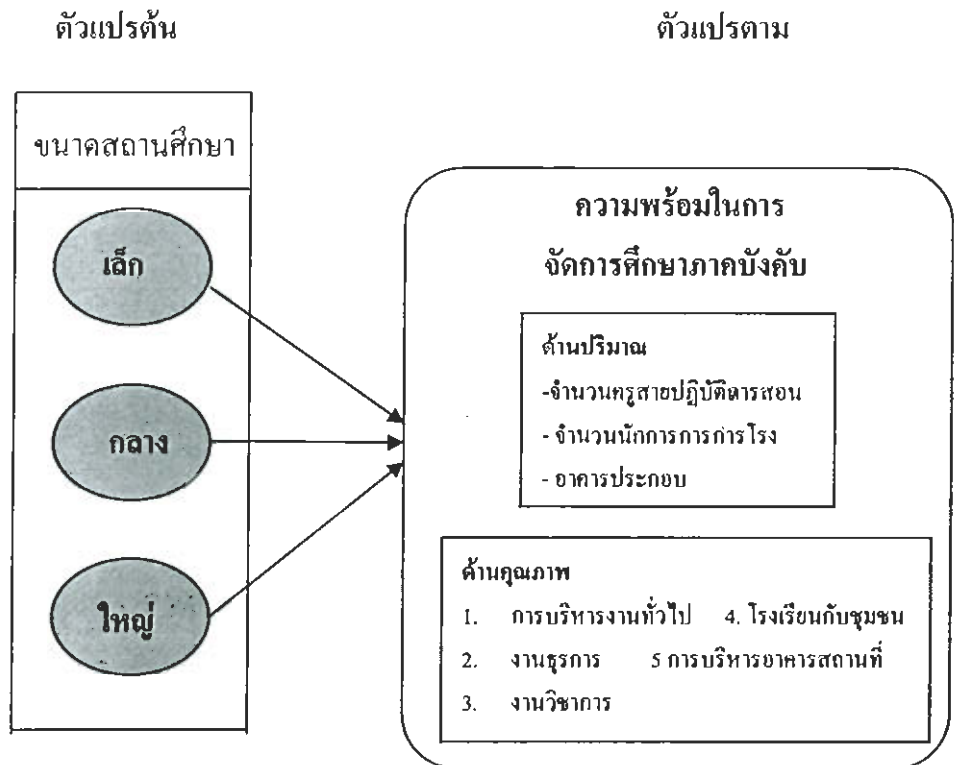 ตัวแปรต้น
ตัวแปรตาม
ขนาดสถานศึกษา
เล็ก
กลาง
ใหญ่
ความพร้อมในการ
จัดการศึกษาภาคบังคับ
ด้านปริมาณ
-จำนวนครูสายปฏิบัติการสอน
- จำนวนนักการการภารโรง
- อาคารประกอบ
ด้านคุณภาพ
1. การบริหารงานทั่วไป 4. โรงเรียนกับชุมชน
2. งานธุรการ 5 การบริหารอาคารสถานที่
3. งานวิชาการ